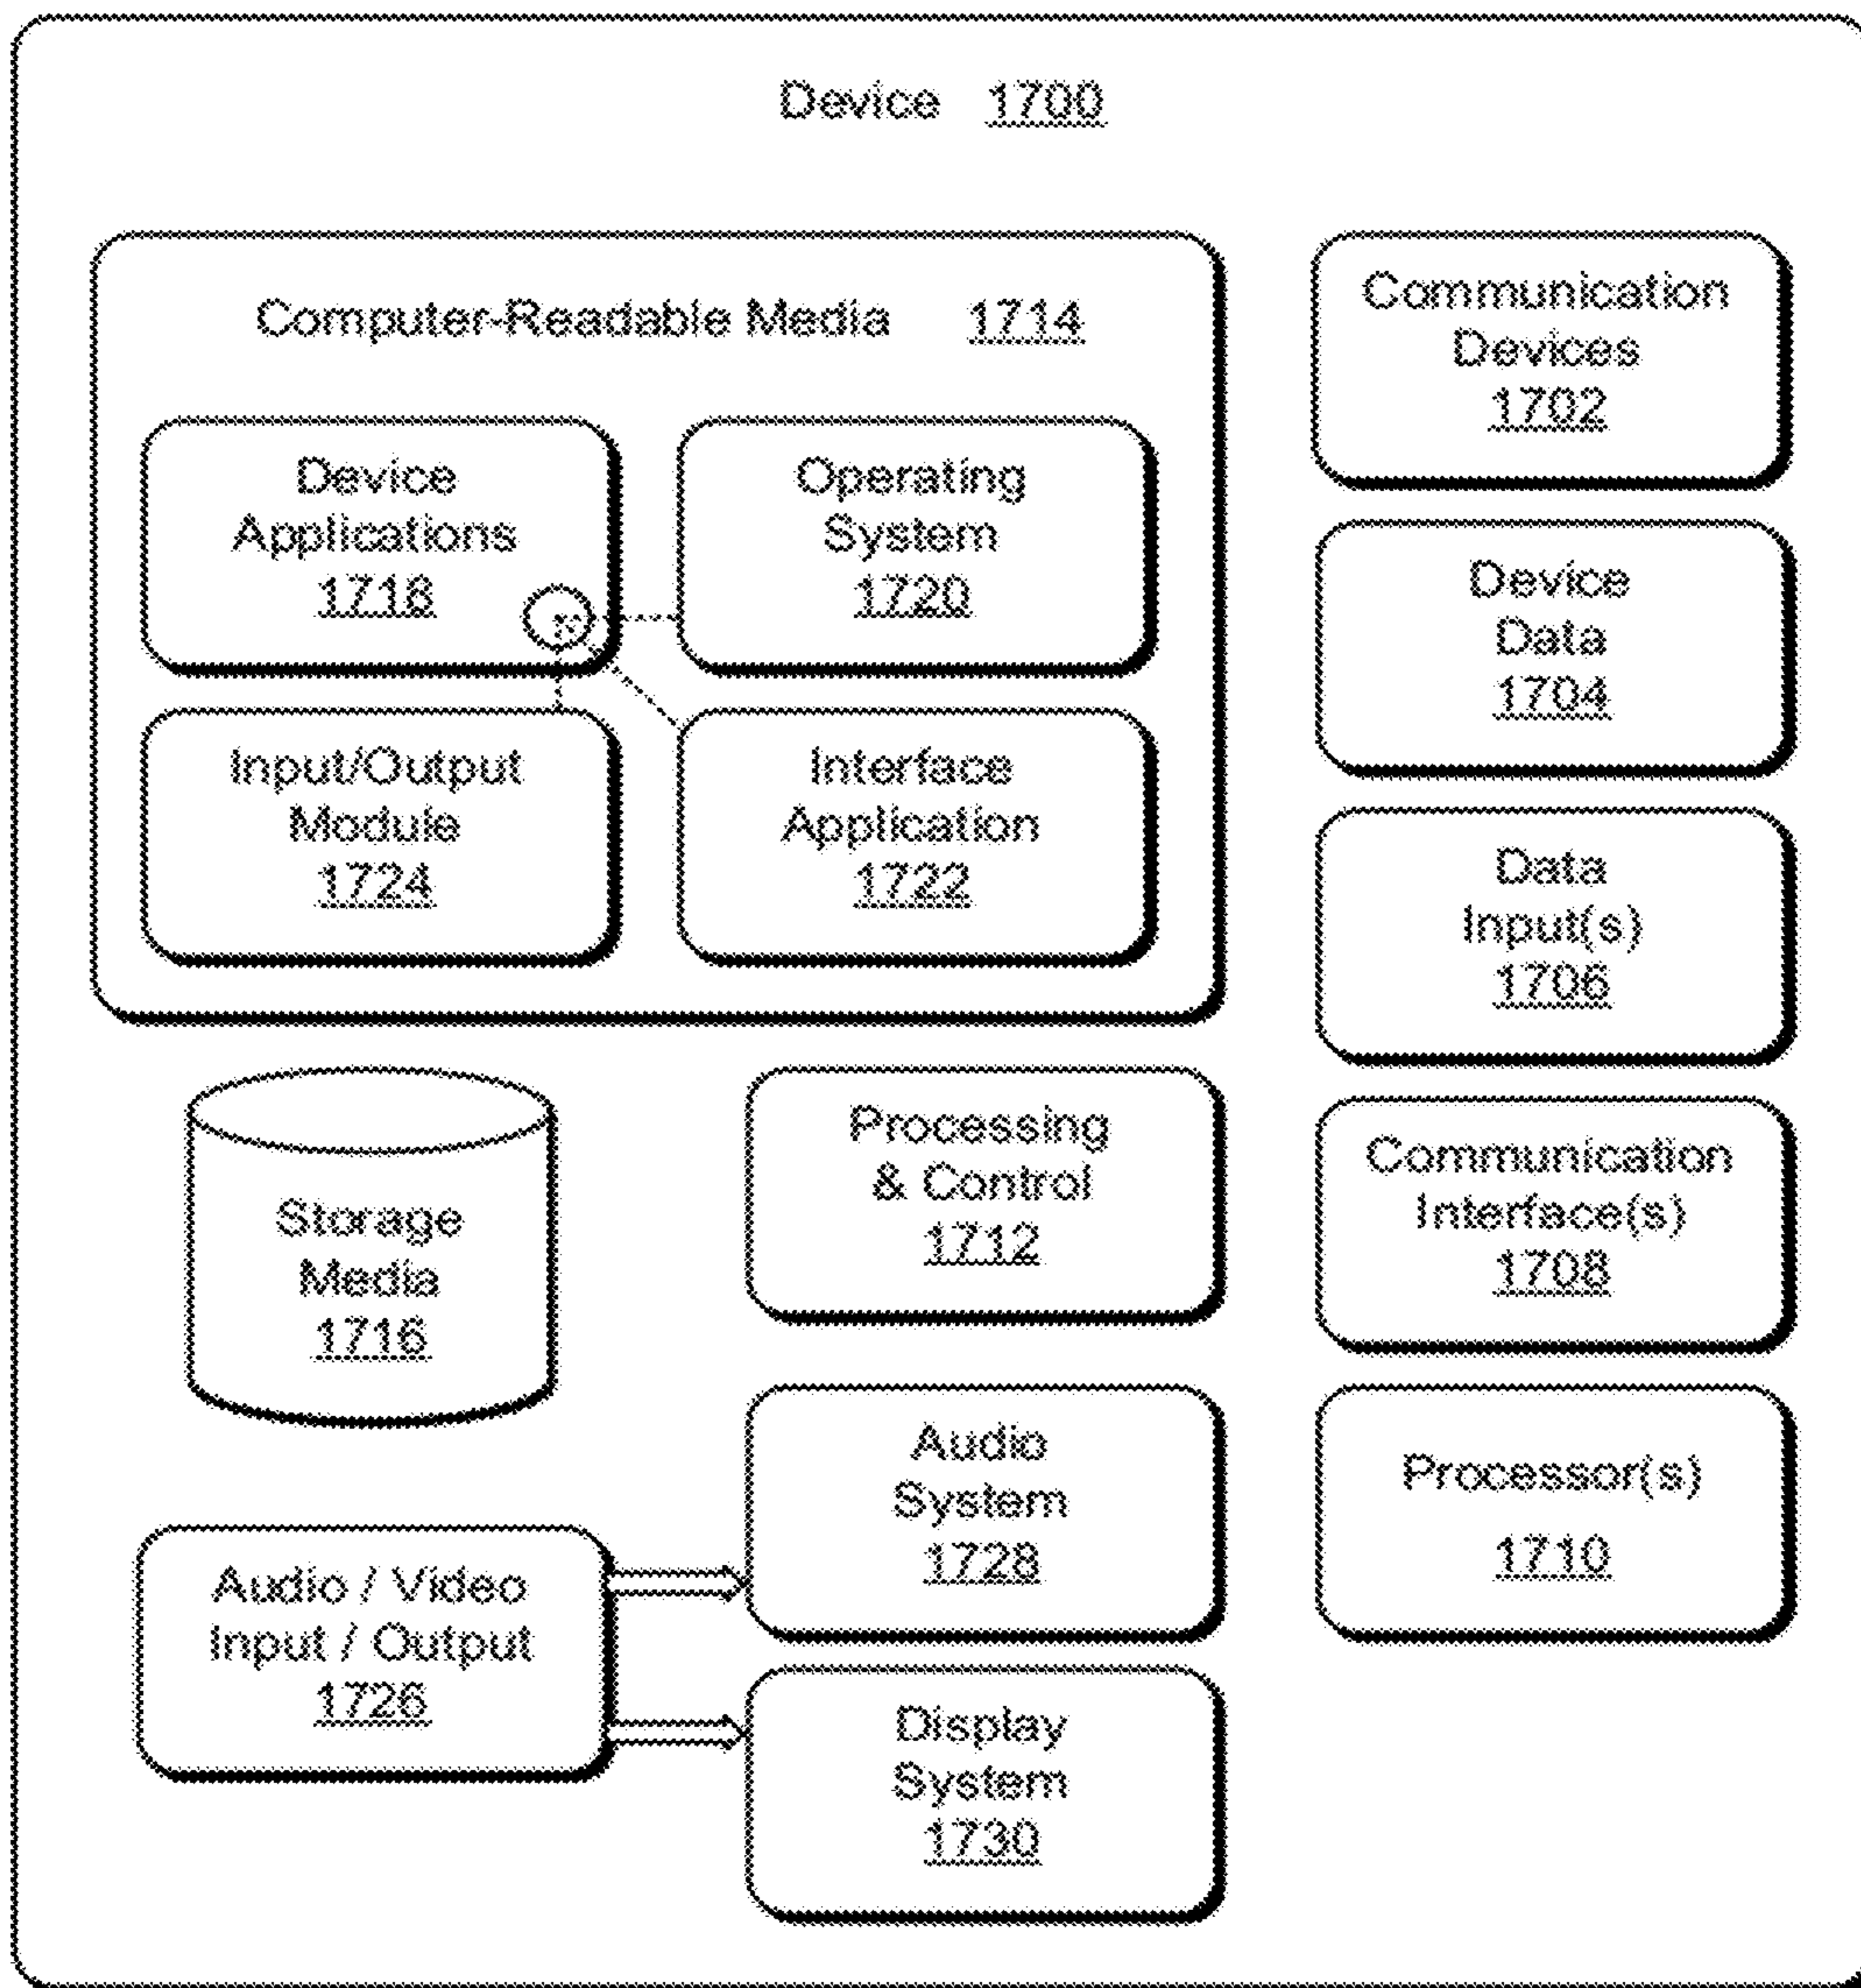 Device 1700
Computer-Readable Media 1714
Device
Applications
1718
Operating
System
1720
Input/Output
Module
1724
Interface
Application
1722
Storage
Media
1716
Processing
& Control
1712
Audio / Video
Input / Output
1726
Audio
System
1728
Display
System
1730
Communication
Devices
1702
Device
Data
1704
Data
Input(s)
1706
Communication
Interface(s)
1708
Processor(s)
1710